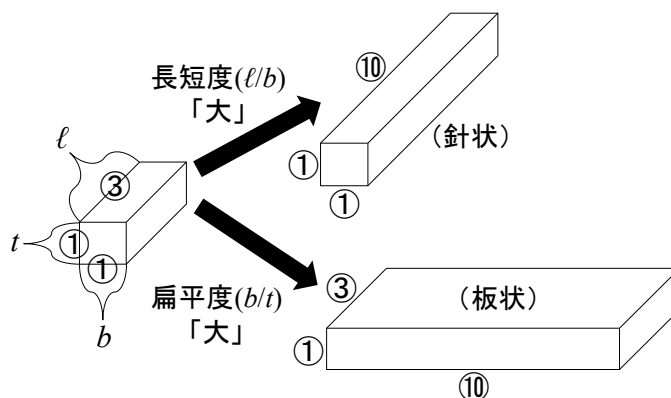 長短度(ℓ/b)
「大」
⑩
①
①
(針状)
ℓ
③
t
①
①
b
扁平度(b/t)
「大」
③
(板状)
①
⑩